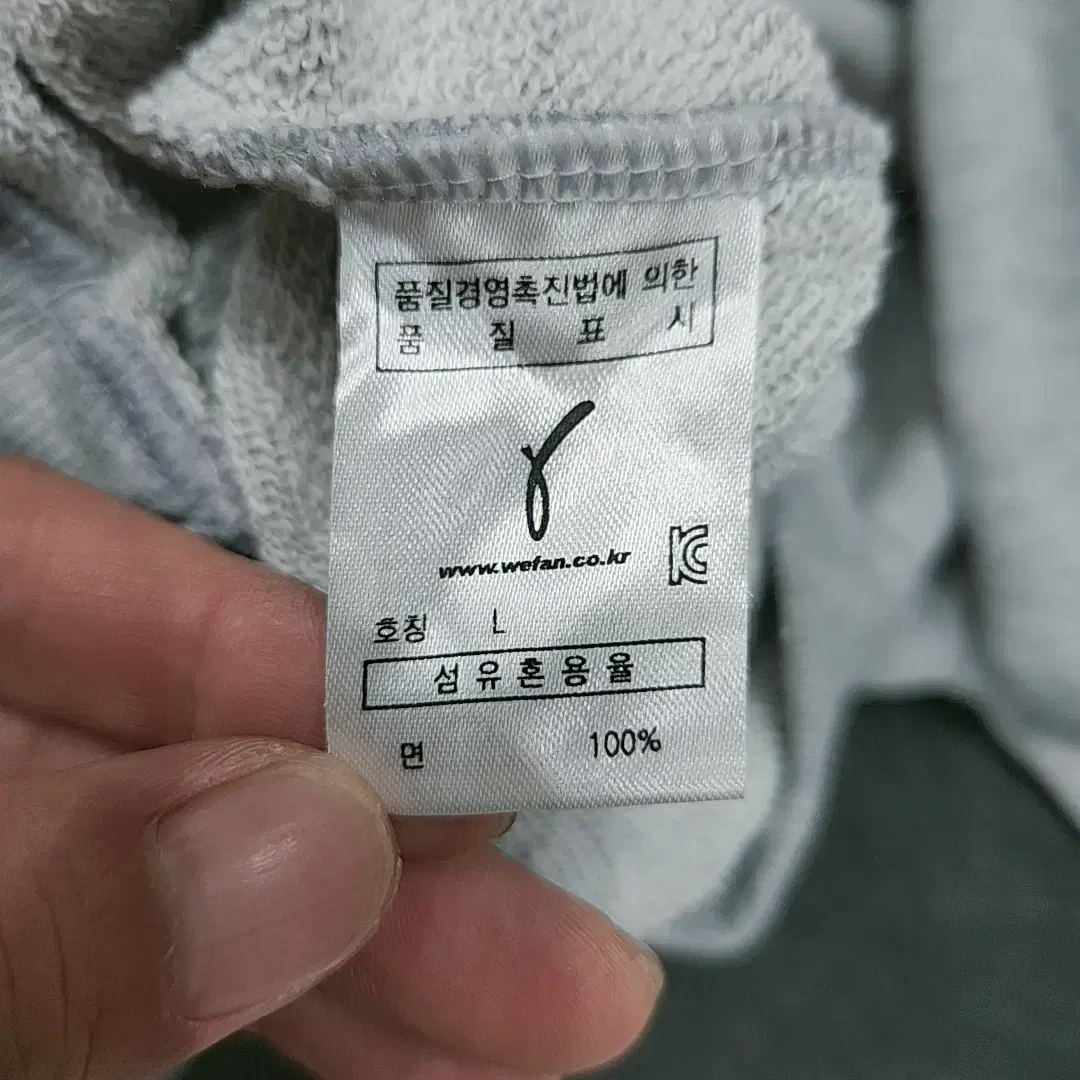 품질경영촉진법에 의한
품 질 표 시
www.wefan.co.kr
KC
호칭 L
섬유혼용율
면 100%